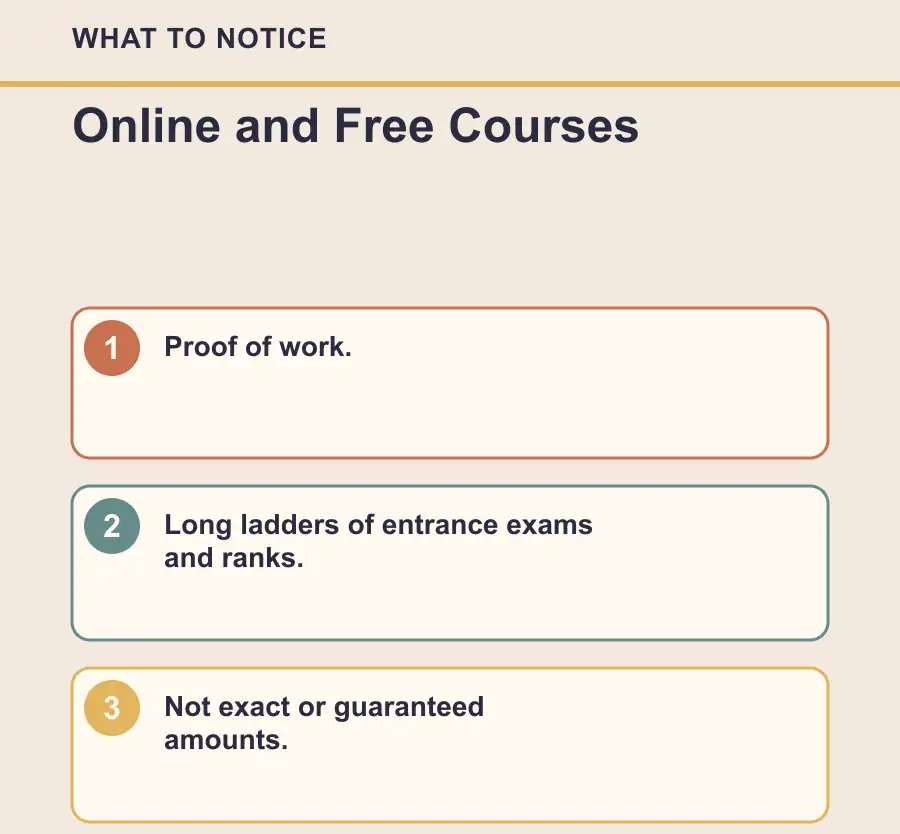 WHAT TO NOTICE
Online and Free Courses
1
Proof of work.
2
Long ladders of entrance exams
and ranks.
3
Not exact or guaranteed
amounts.